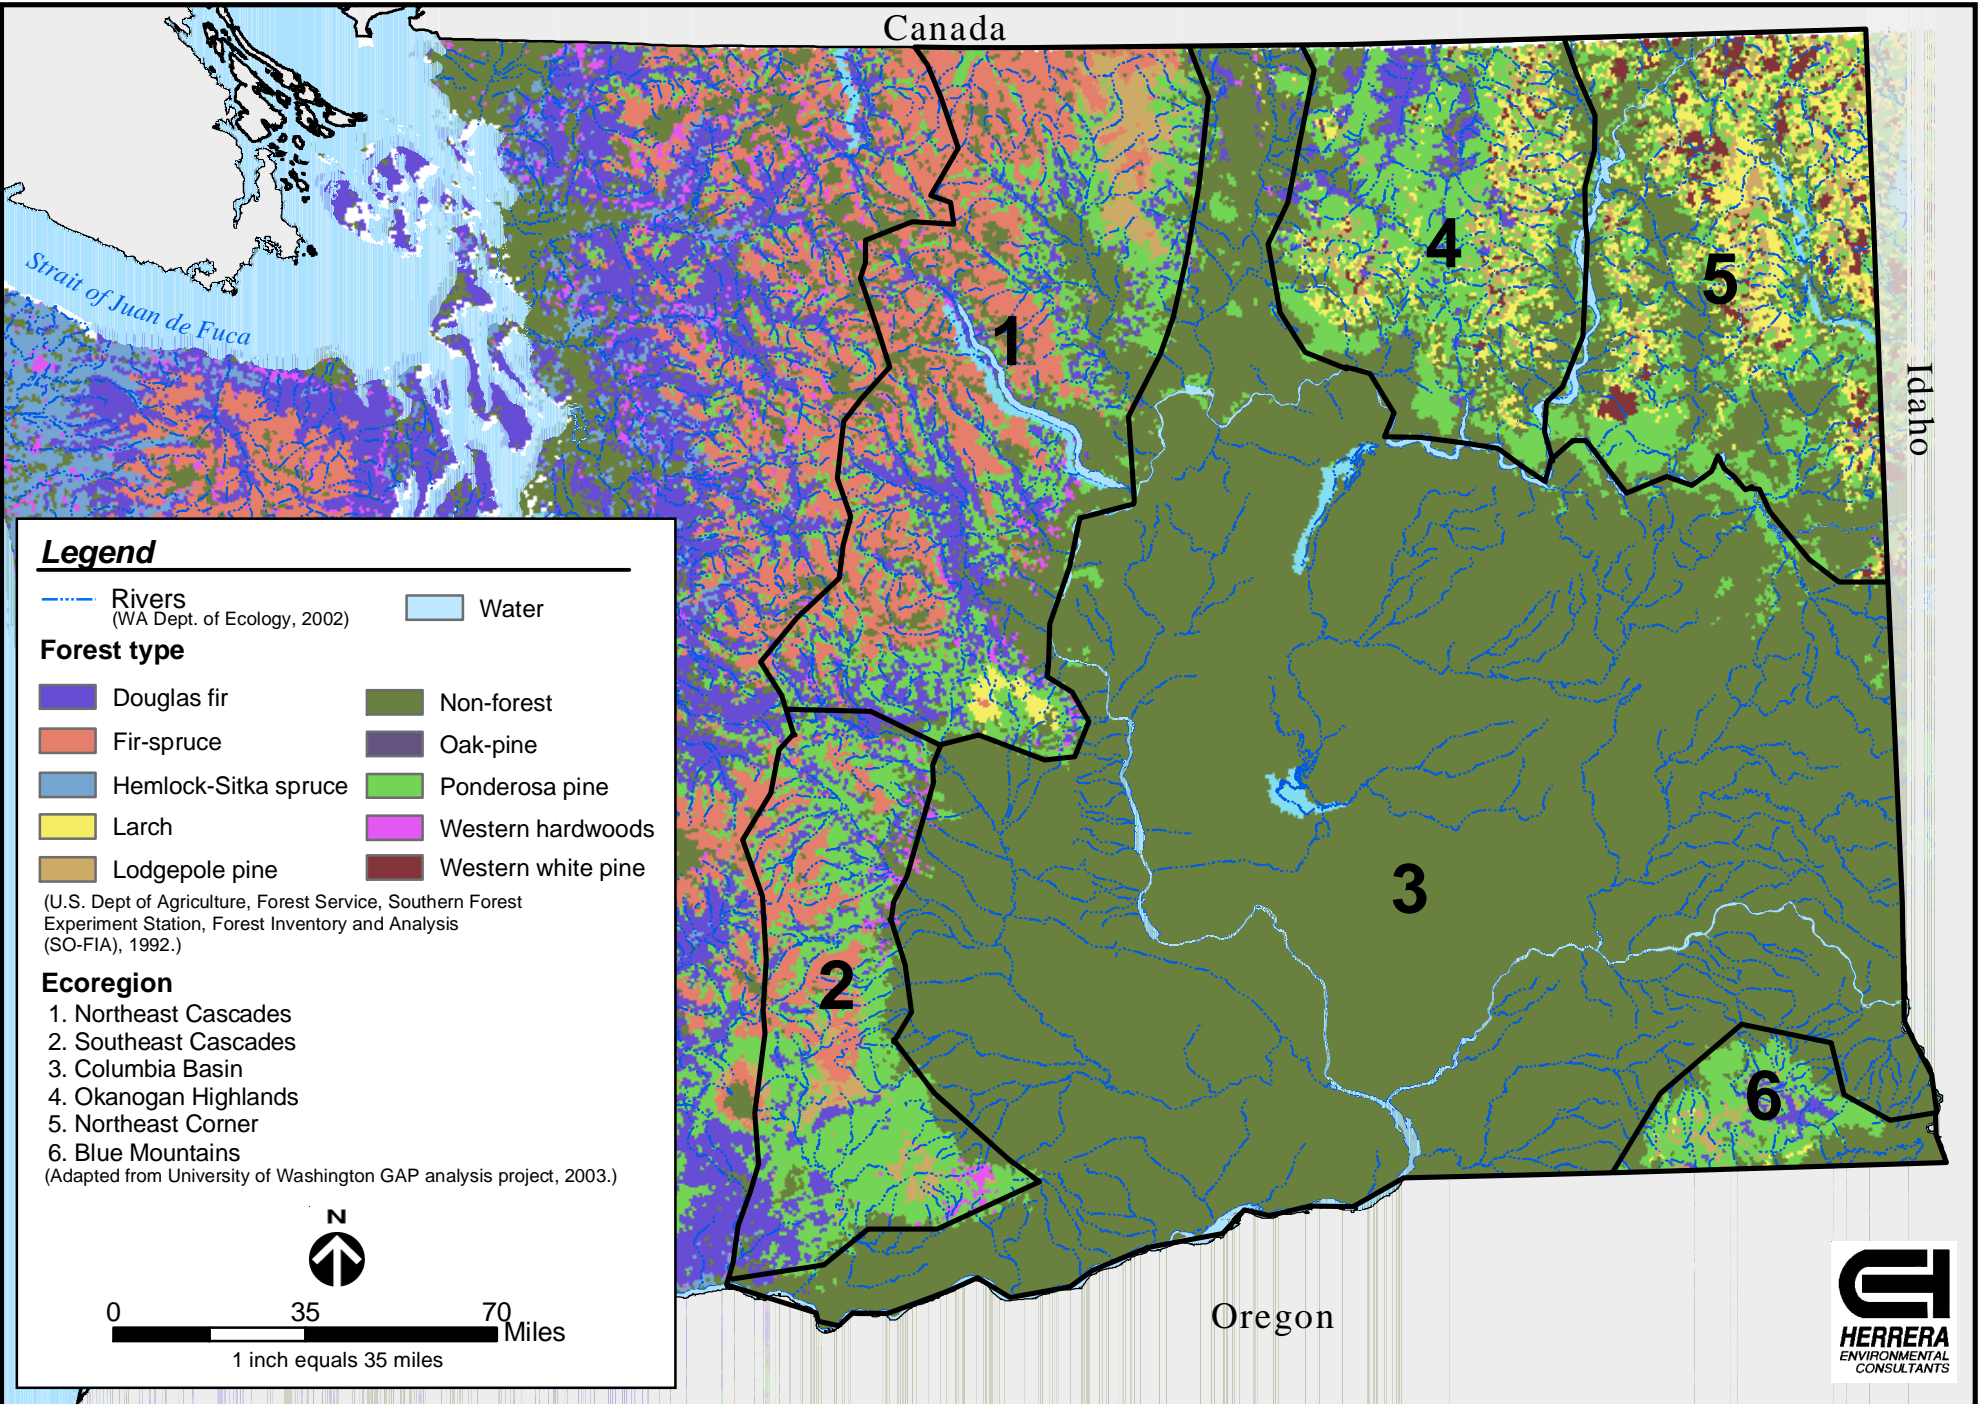 Canada
Strait of Juan de Fuca
1
4
5
Idaho
3
2
6
Oregon
Legend
Rivers
(WA Dept. of Ecology, 2002)
Water
Forest type
Douglas fir
Fir-spruce
Hemlock-Sitka spruce
Larch
Lodgepole pine
Non-forest
Oak-pine
Ponderosa pine
Western hardwoods
Western white pine
(U.S. Dept of Agriculture, Forest Service, Southern Forest
Experiment Station, Forest Inventory and Analysis
(SO-FIA), 1992.)
Ecoregion
1. Northeast Cascades
2. Southeast Cascades
3. Columbia Basin
4. Okanogan Highlands
5. Northeast Corner
6. Blue Mountains
(Adapted from University of Washington GAP analysis project, 2003.)
N
0 35 70
Miles
1 inch equals 35 miles
HERRERA
ENVIRONMENTAL
CONSULTANTS